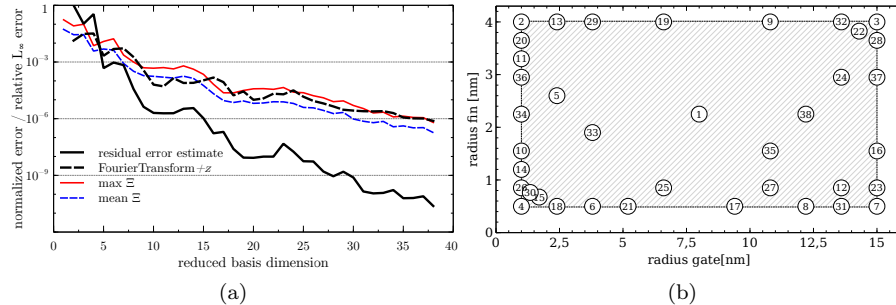 normalized error / relative L∞ error
1
10⁻³
10⁻⁶
10⁻⁹
residual error estimate
FourierTransform+z
max Ξ
mean Ξ
0 5 10 15 20 25 30 35 40
reduced basis dimension
(a)
radius fin [nm]
4
3
2
1
0
2 13 29 19 9 32 3
22
20 28
11
36 24 37
5
34 1 38
33
10 35 16
14
26 30 15 25 27 12 23
4 18 6 21 17 8 31 7
2,5 5 7,5 10 12,5 15
radius gate[nm]
(b)